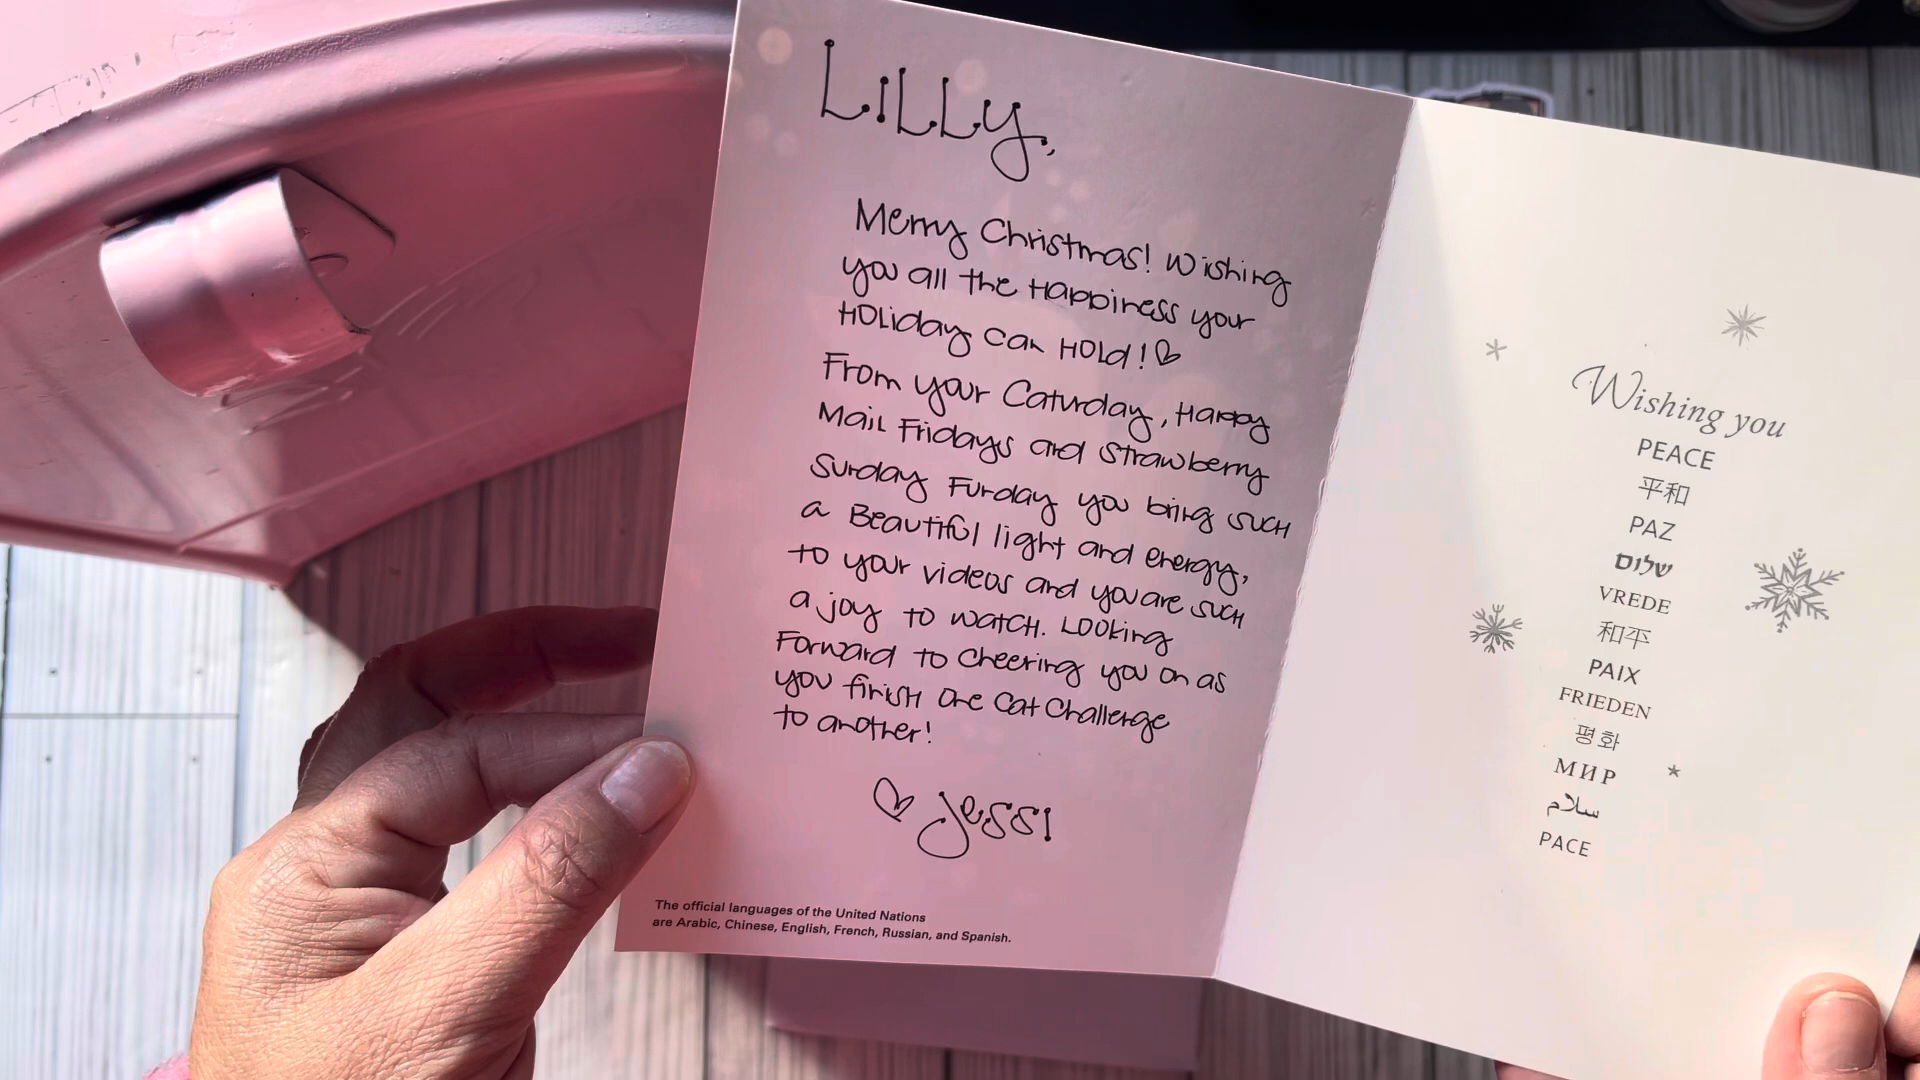 LiLLy,
Merry Christmas! Wishing
you all the Happiness your
HOLiday can HOLd! ♡
From your Caturday, Happy
Mail Fridays and Strawberry
Sunday Funday you bring sucH
a Beautiful light and energy,
to your videos and you are sucH
a joy to watcH. Looking
Forward to Cheering you on as
you finisH one Cat Challenge
to another!
♡ Jessi
The official languages of the United Nations
are Arabic, Chinese, English, French, Russian, and Spanish.
Wishing you
PEACE
平和
PAZ
שלום
VREDE
和平
PAIX
FRIEDEN
평화
МИР
سلام
PACE